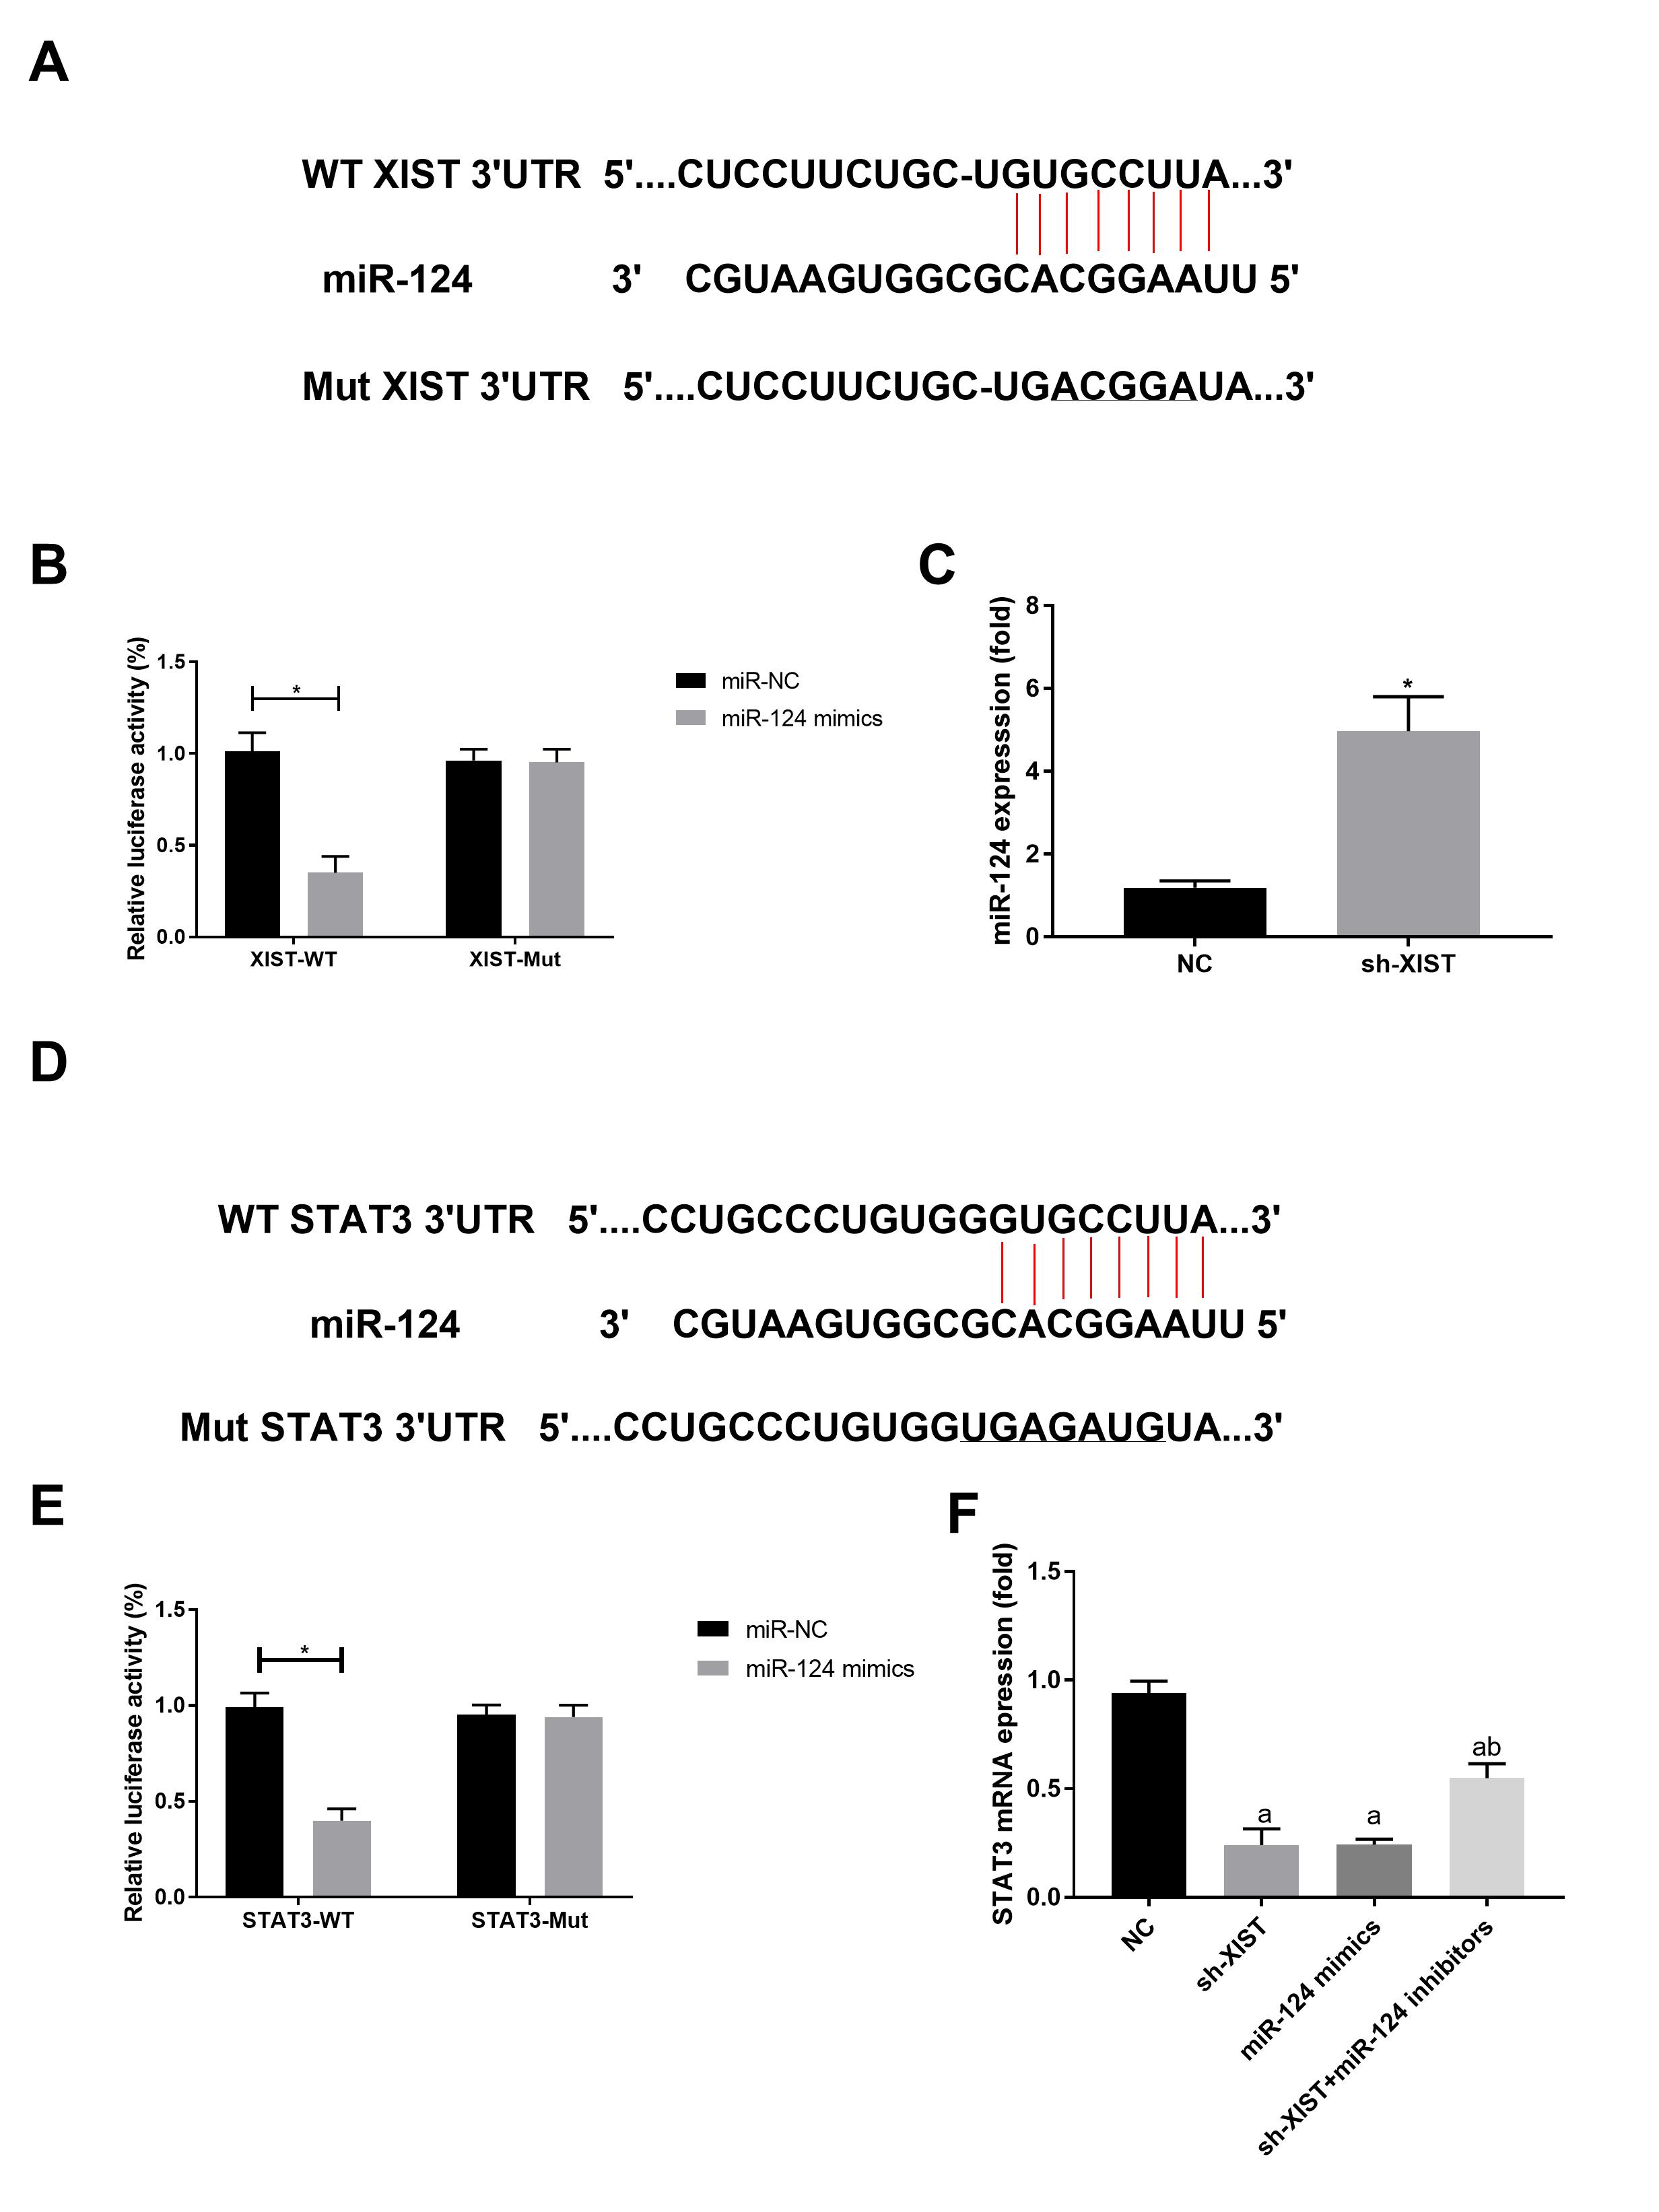 A
WT XIST 3'UTR 5'....CUCCUUCUGC-UGUGCCUUA...3'
miR-124 3' CGUAAGUGGCGCACGGAAUU 5'
Mut XIST 3'UTR 5'....CUCCUUCUGC-UGACGGAUA...3'
B
Relative luciferase activity (%)
1.5
1.0
0.5
0.0
*
XIST-WT
XIST-Mut
miR-NC
miR-124 mimics
C
miR-124 expression (fold)
8
6
4
2
0
*
NC
sh-XIST
D
WT STAT3 3'UTR 5'....CCUGCCCUGUGGGUGCCUUA...3'
miR-124 3' CGUAAGUGGCGCACGGAAUU 5'
Mut STAT3 3'UTR 5'....CCUGCCCUGUGGUGAGAUGUA...3'
E
Relative luciferase activity (%)
1.5
1.0
0.5
0.0
*
STAT3-WT
STAT3-Mut
miR-NC
miR-124 mimics
F
STAT3 mRNA epression (fold)
1.5
1.0
0.5
0.0
a
a
ab
NC
sh-XIST
miR-124 mimics
sh-XIST+miR-124 inhibitors